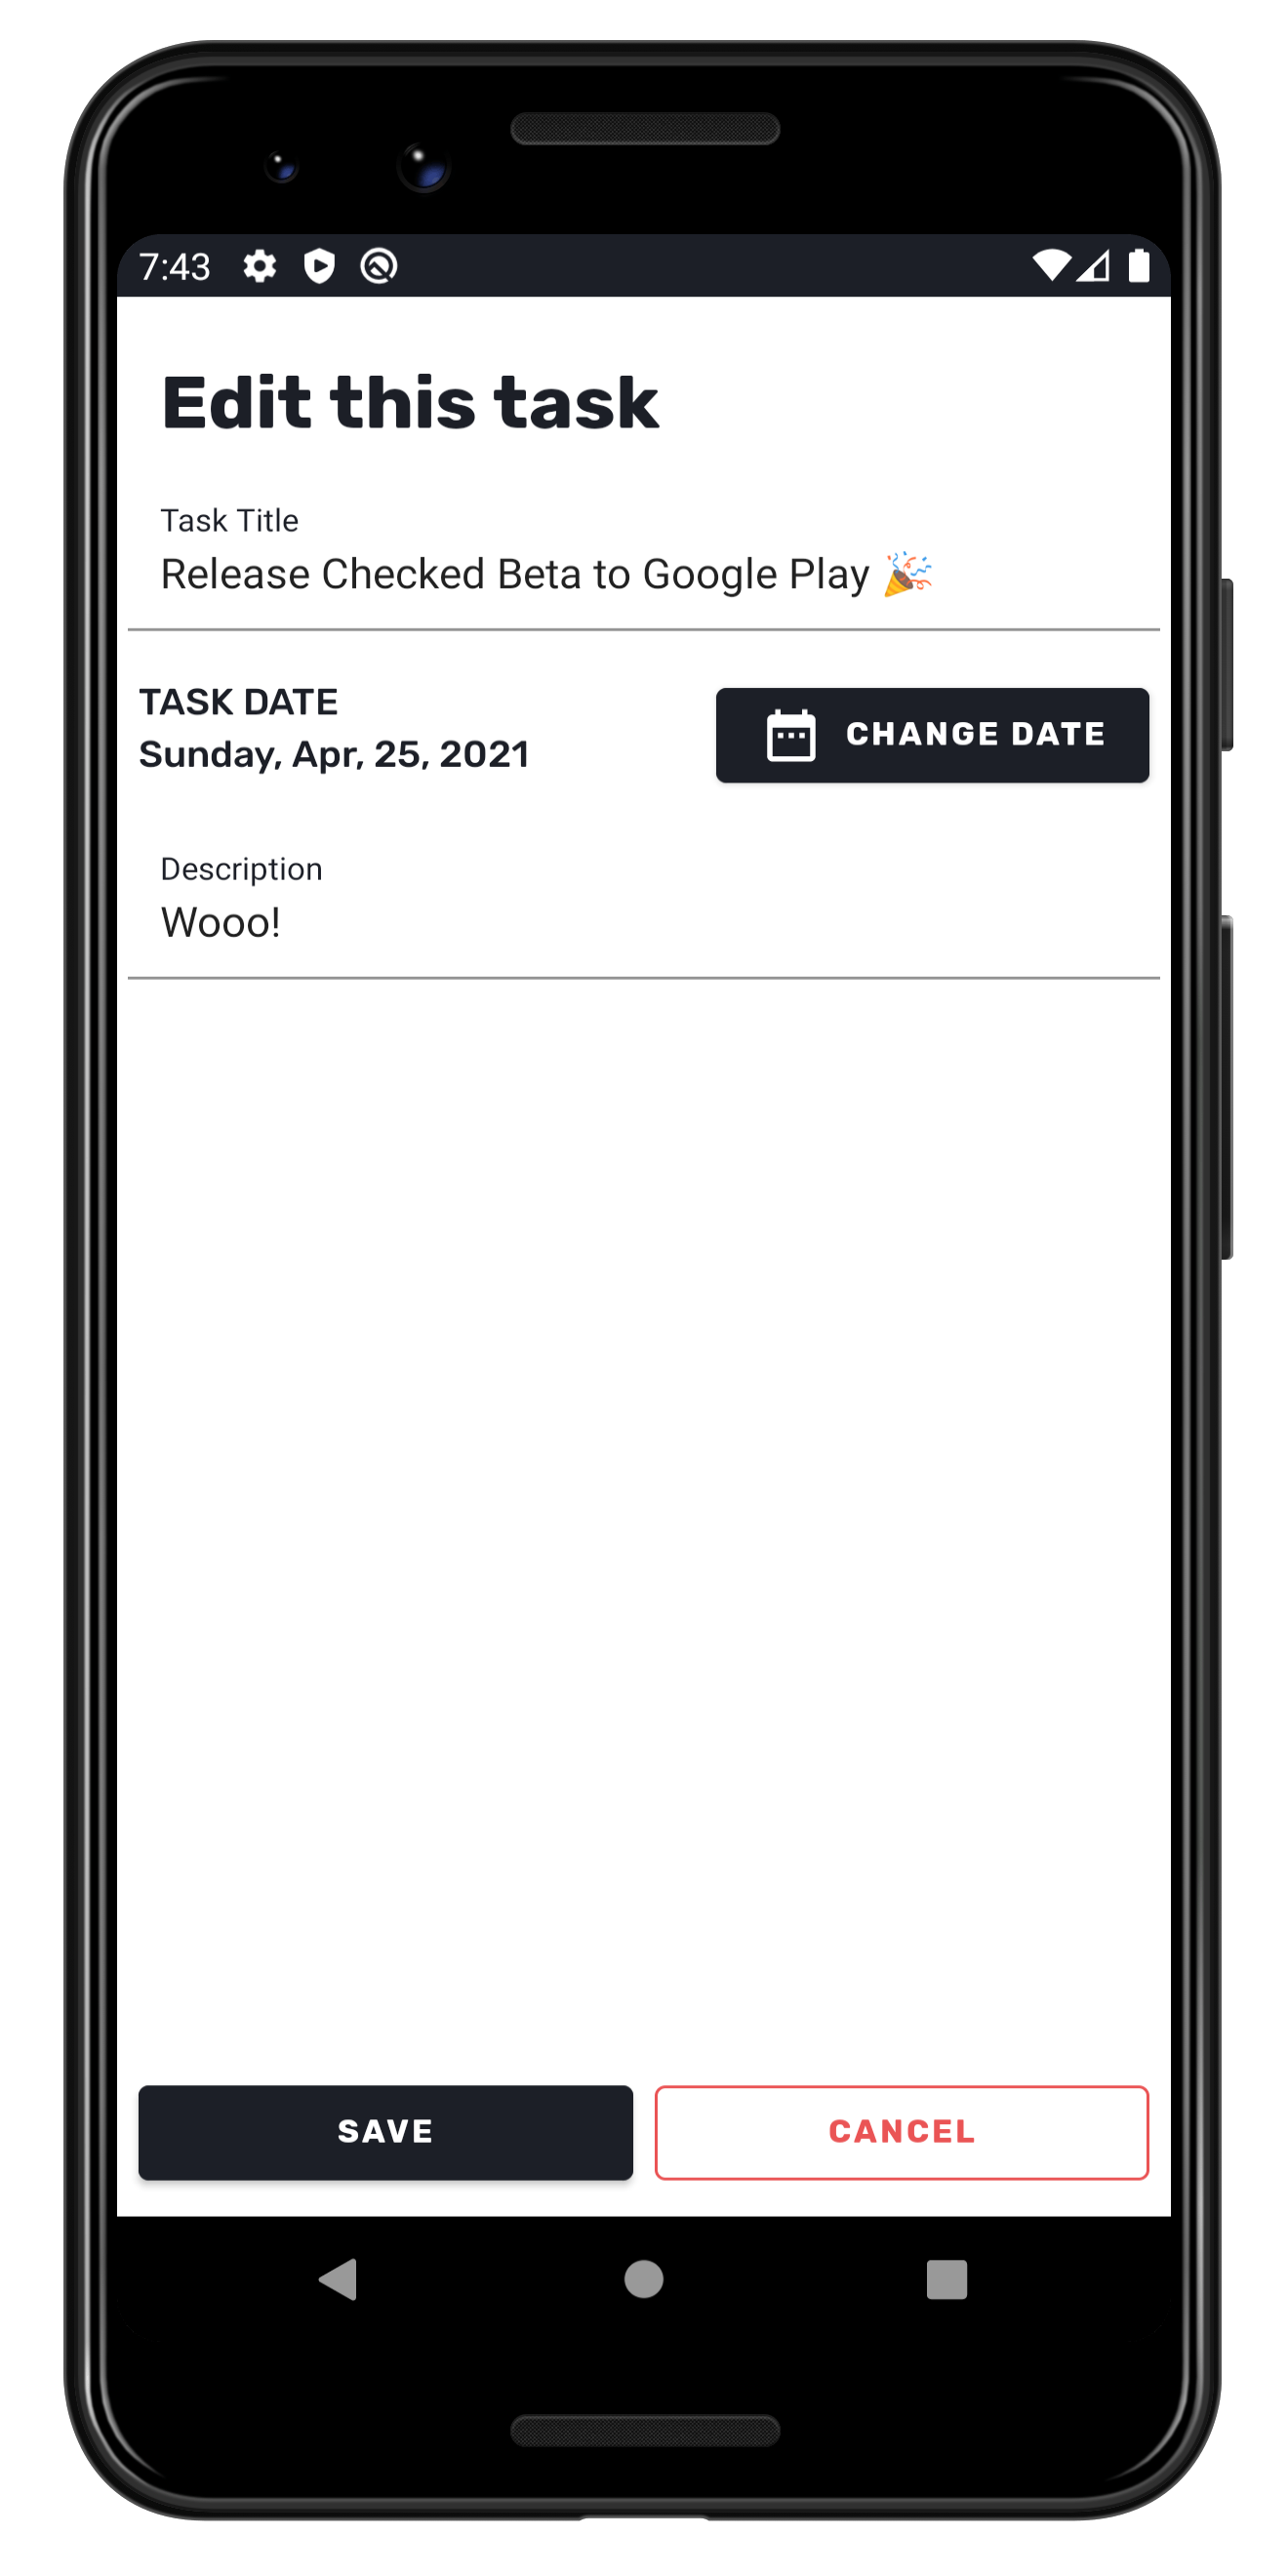 7:43
Edit this task
Task Title
Release Checked Beta to Google Play 🎉
TASK DATE
Sunday, Apr, 25, 2021
CHANGE DATE
Description
Wooo!
SAVE
CANCEL